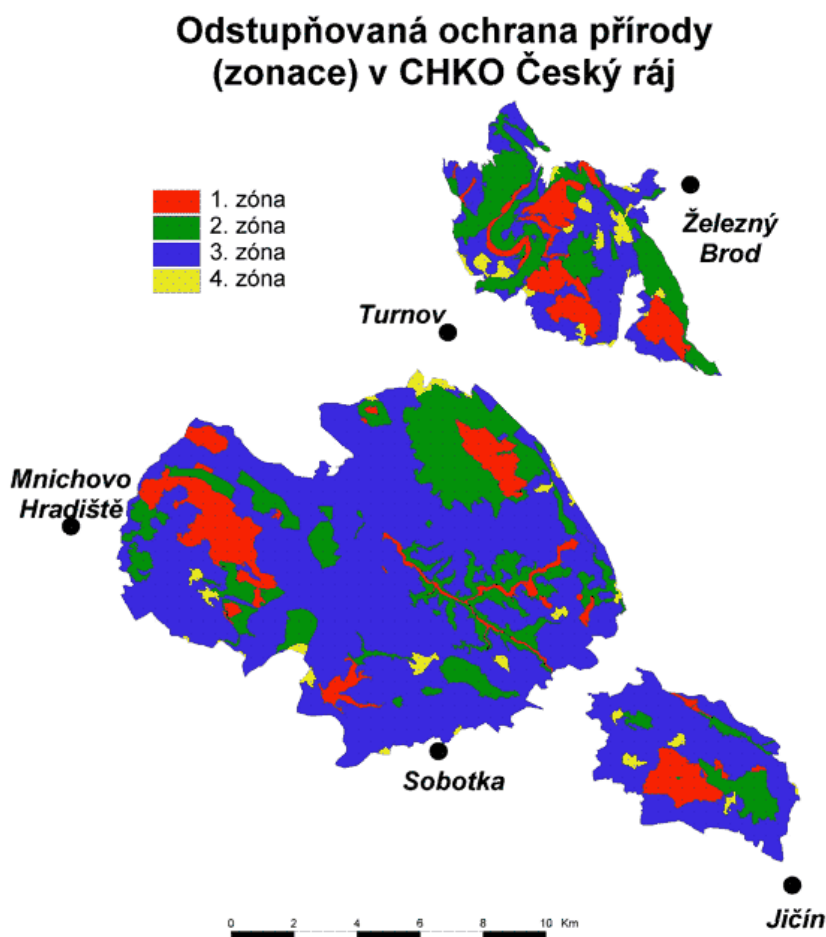 Odstupňovaná ochrana přírody
(zonace) v CHKO Český ráj
1. zóna
2. zóna
3. zóna
4. zóna
Železný
Brod
Turnov
Mnichovo
Hradiště
Sobotka
Jičín
0 2 4 6 8 10 Km